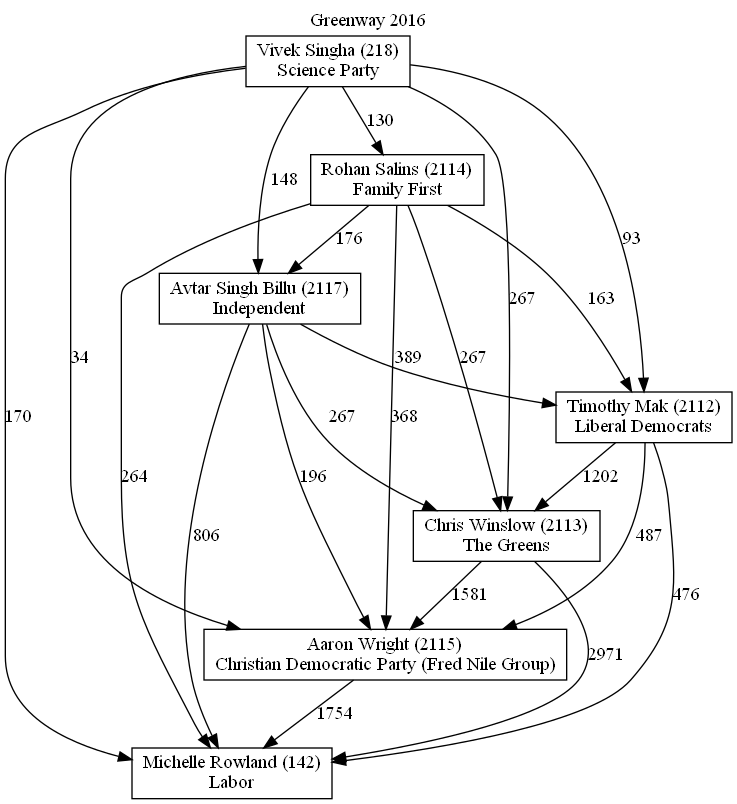 Greenway 2016
Vivek Singha (218)
Science Party
130
Rohan Salins (2114)
Family First
148
176
93
Avtar Singh Billu (2117)
Independent
267
163
34
389
267
Timothy Mak (2112)
Liberal Democrats
170
267
368
264
196
1202
Chris Winslow (2113)
The Greens
806
487
1581
476
Aaron Wright (2115)
Christian Democratic Party (Fred Nile Group)
2971
1754
Michelle Rowland (142)
Labor